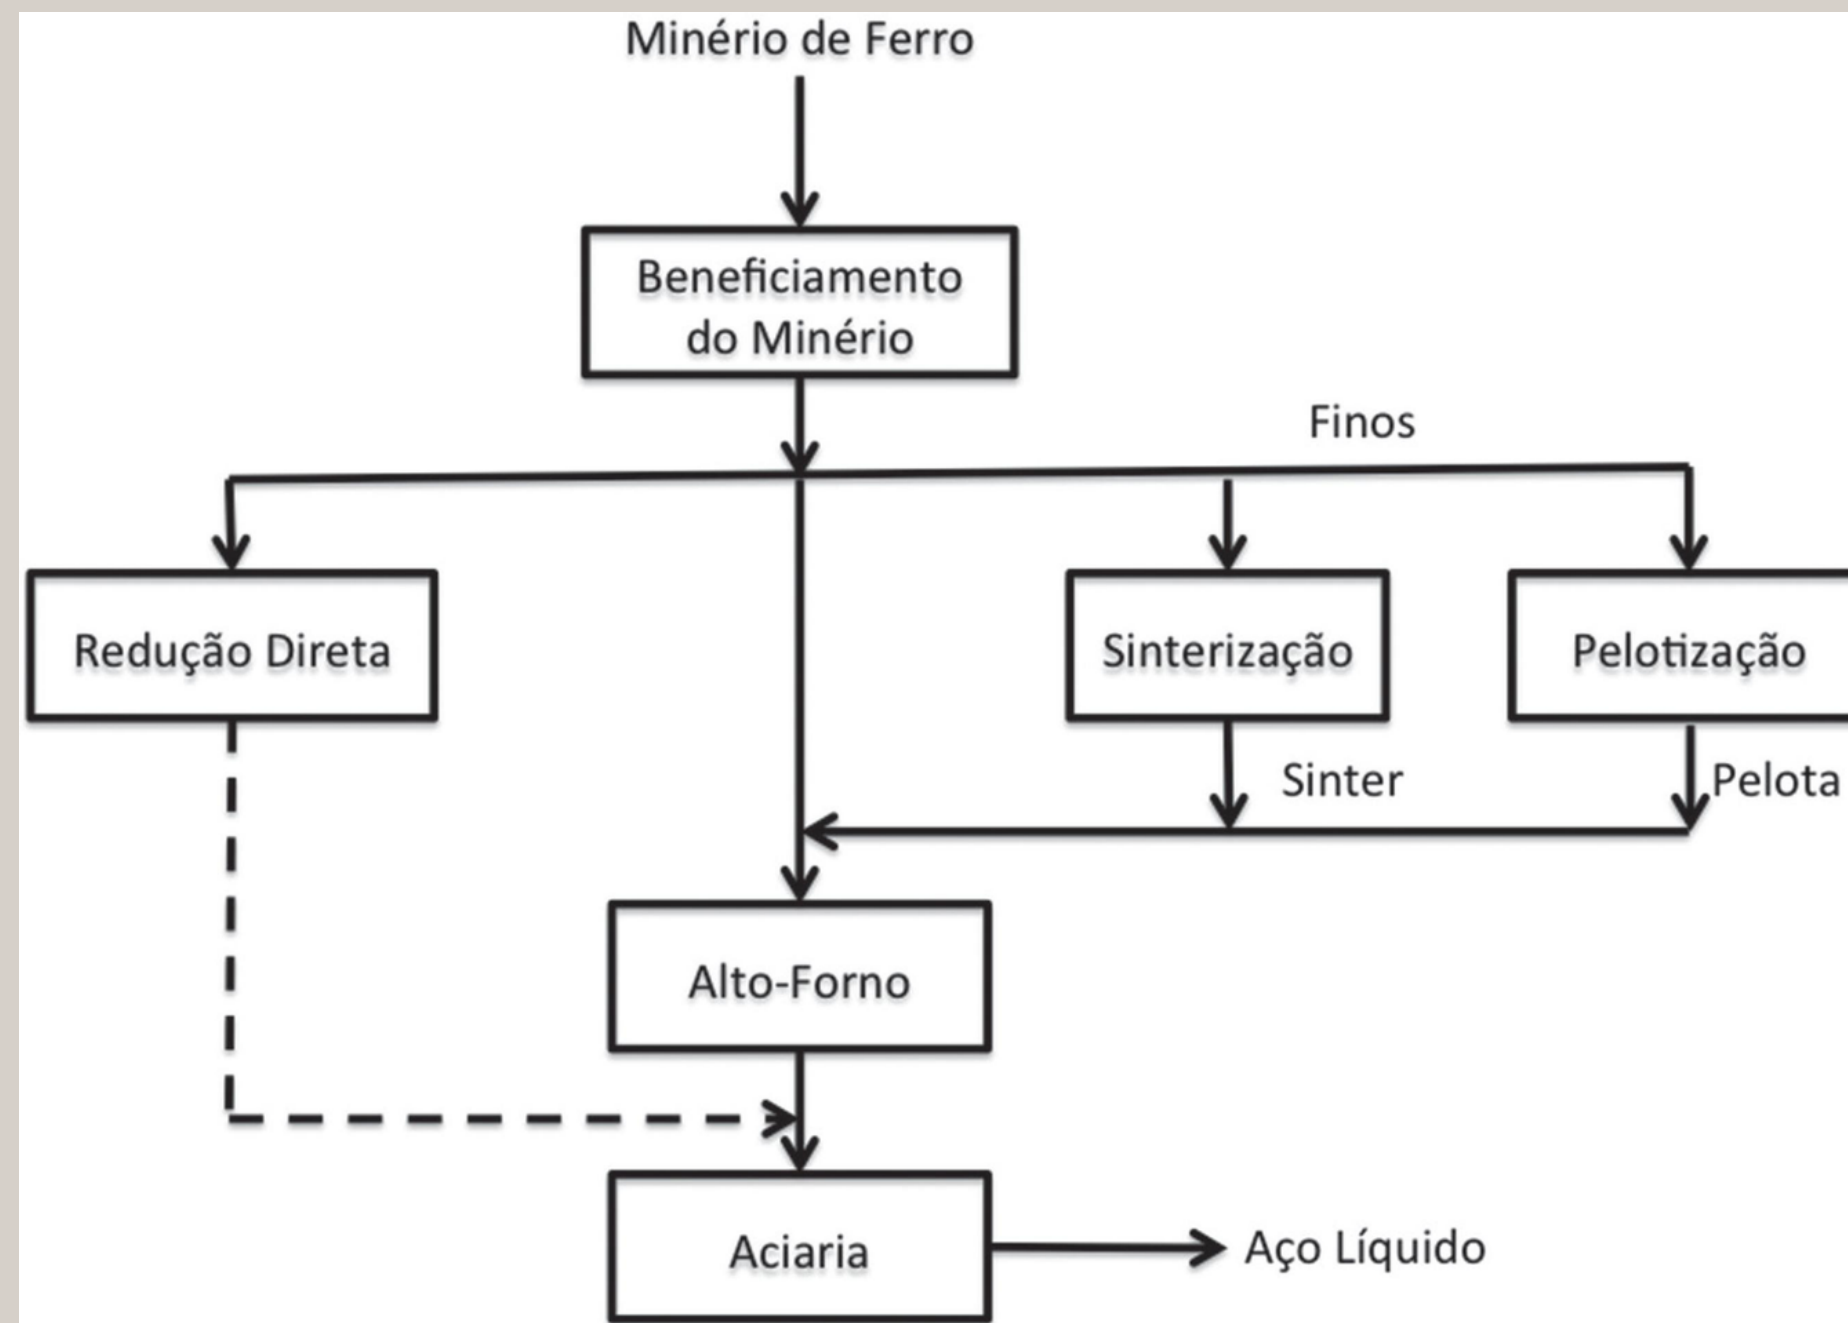 Minério de Ferro
Beneficiamento
do Minério
Finos
Redução Direta
Sinterização
Pelotização
Sinter
Pelota
Alto-Forno
Aciaria
Aço Líquido